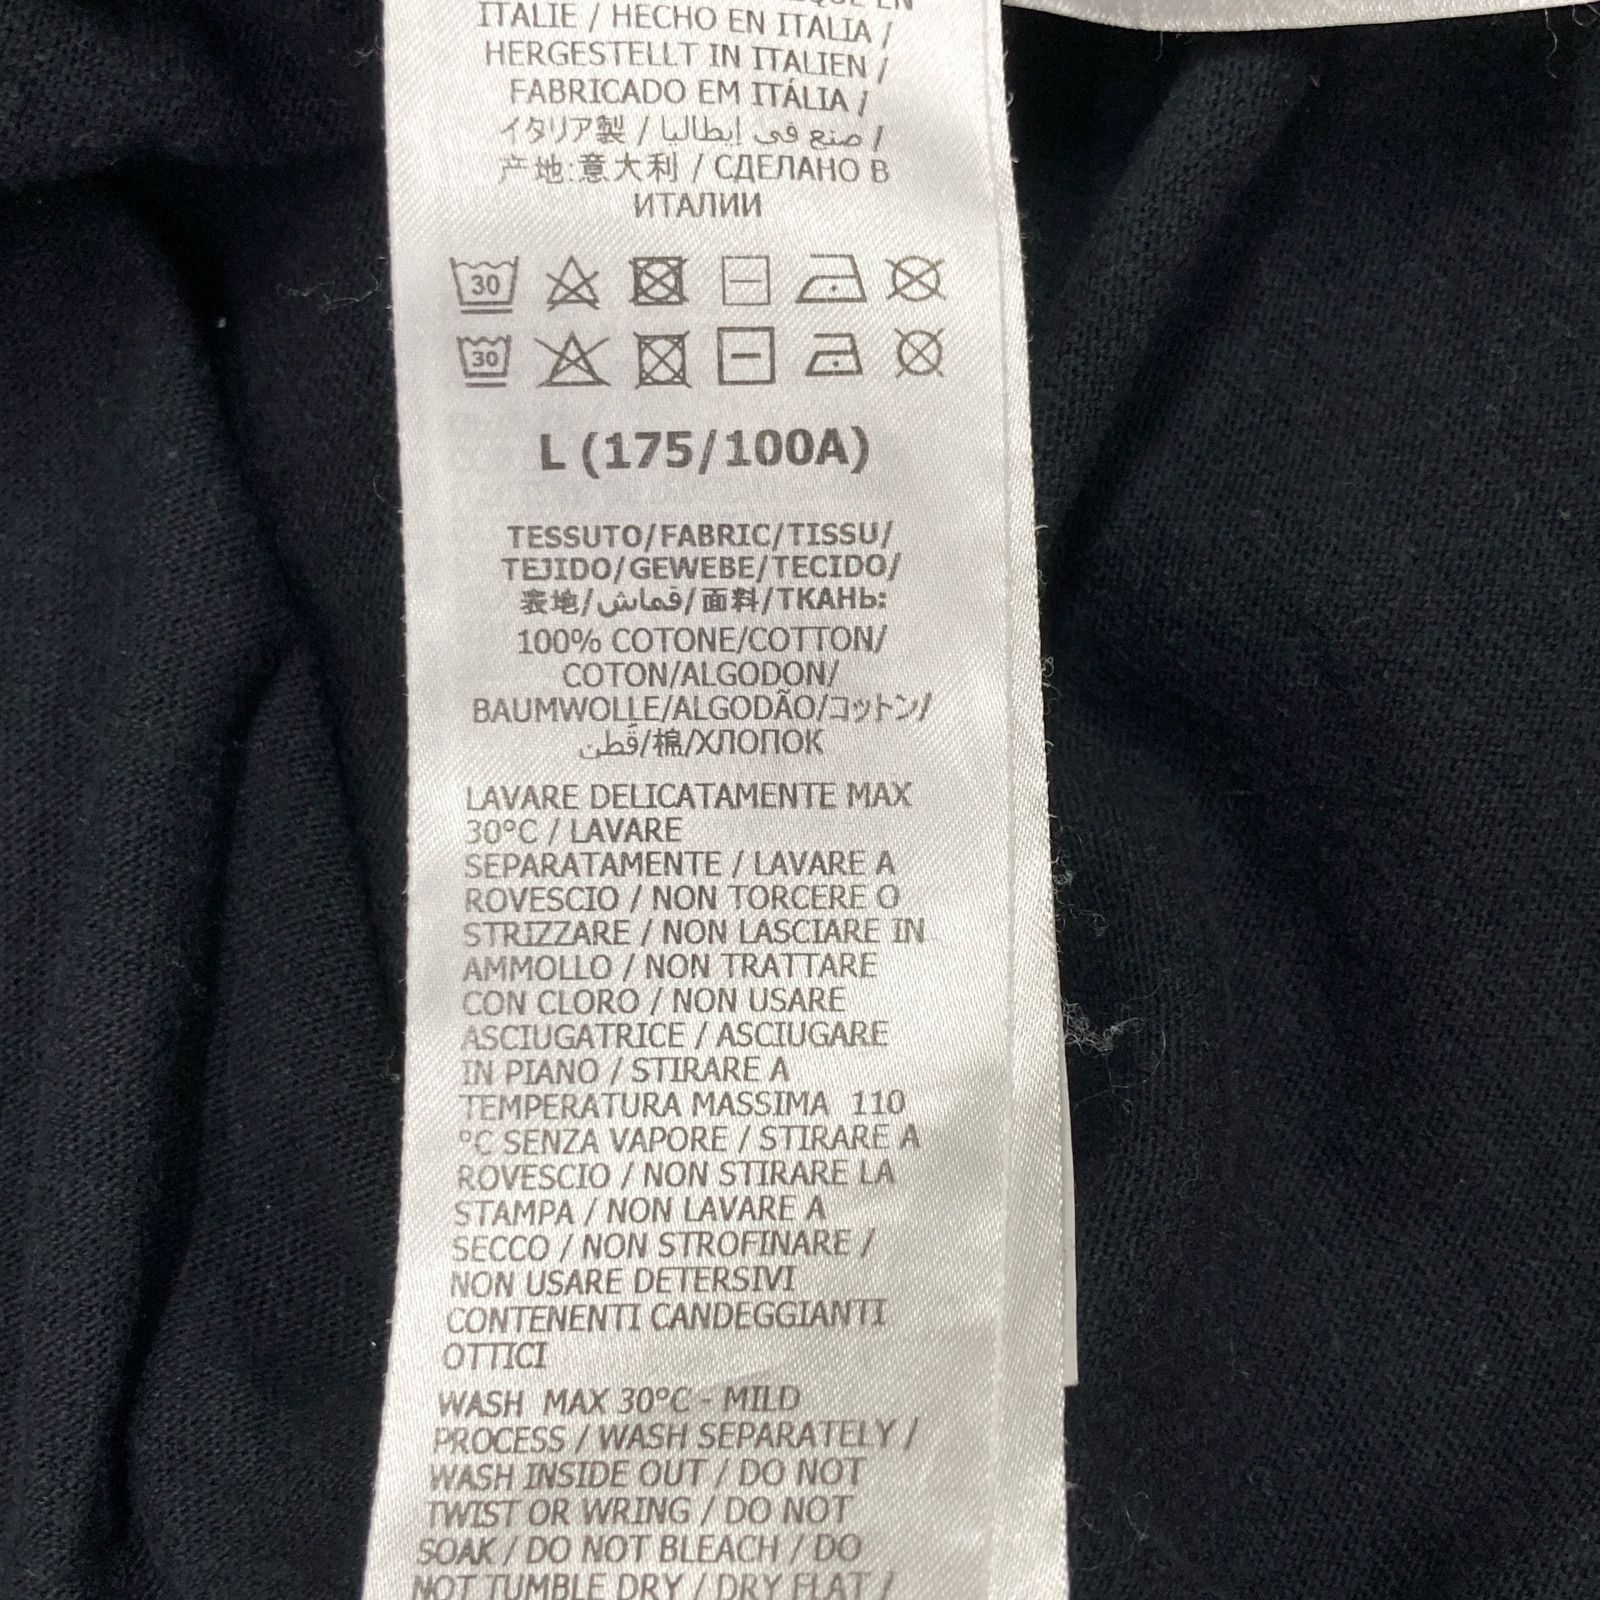 ITALIE / HECHO EN ITALIA /
HERGESTELLT IN ITALIEN /
FABRICADO EM ITÁLIA /
イタリア製 / صنع في إيطاليا /
产地:意大利 / СДЕЛАНО В
ИТАЛИИ
30
30
L (175/100A)
TESSUTO/FABRIC/TISSU/
TEJIDO/GEWEBE/TECIDO/
表地/قماش/面料/ТКАНЬ:
100% COTONE/COTTON/
COTON/ALGODON/
BAUMWOLLE/ALGODÃO/コットン/
قطن/棉/ХЛОПОК
LAVARE DELICATAMENTE MAX
30°C / LAVARE
SEPARATAMENTE / LAVARE A
ROVESCIO / NON TORCERE O
STRIZZARE / NON LASCIARE IN
AMMOLLO / NON TRATTARE
CON CLORO / NON USARE
ASCIUGATRICE / ASCIUGARE
IN PIANO / STIRARE A
TEMPERATURA MASSIMA 110
°C SENZA VAPORE / STIRARE A
ROVESCIO / NON STIRARE LA
STAMPA / NON LAVARE A
SECCO / NON STROFINARE /
NON USARE DETERSIVI
CONTENENTI CANDEGGIANTI
OTTICI
WASH MAX 30°C - MILD
PROCESS / WASH SEPARATELY /
WASH INSIDE OUT / DO NOT
TWIST OR WRING / DO NOT
SOAK / DO NOT BLEACH / DO
NOT TUMBLE DRY / DRY FLAT /